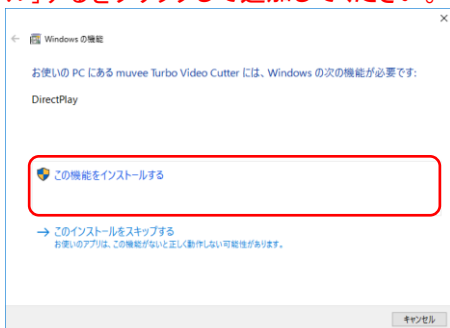 」するをクリックして追加してください。
Windows の機能
お使いの PC にある muvee Turbo Video Cutter には、Windows の次の機能が必要です:
DirectPlay
この機能をインストールする
→ このインストールをスキップする
お使いのアプリは、この機能がないと正しく動作しない可能性があります。
キャンセル